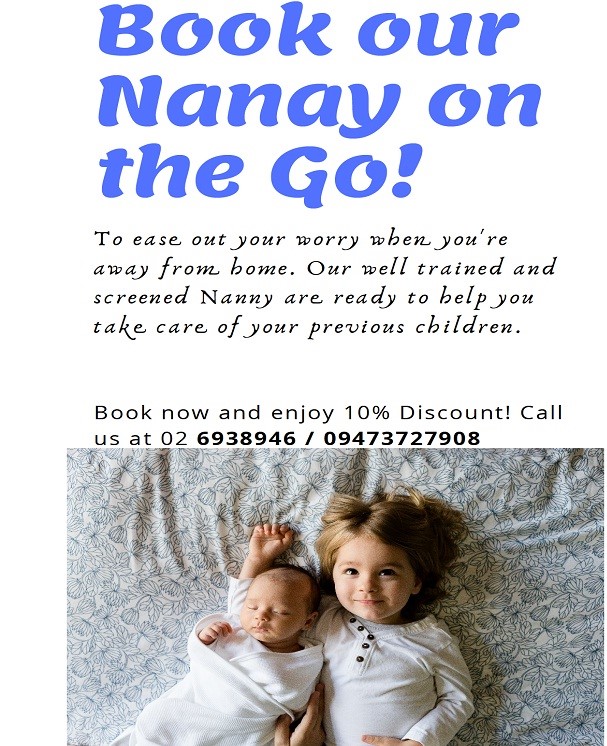 Book our
Nanay on
the Go!
To ease out your worry when you're
away from home. Our well trained and
screened Nanny are ready to help you
take care of your previous children.
Book now and enjoy 10% Discount! Call
us at 02 6938946 / 09473727908